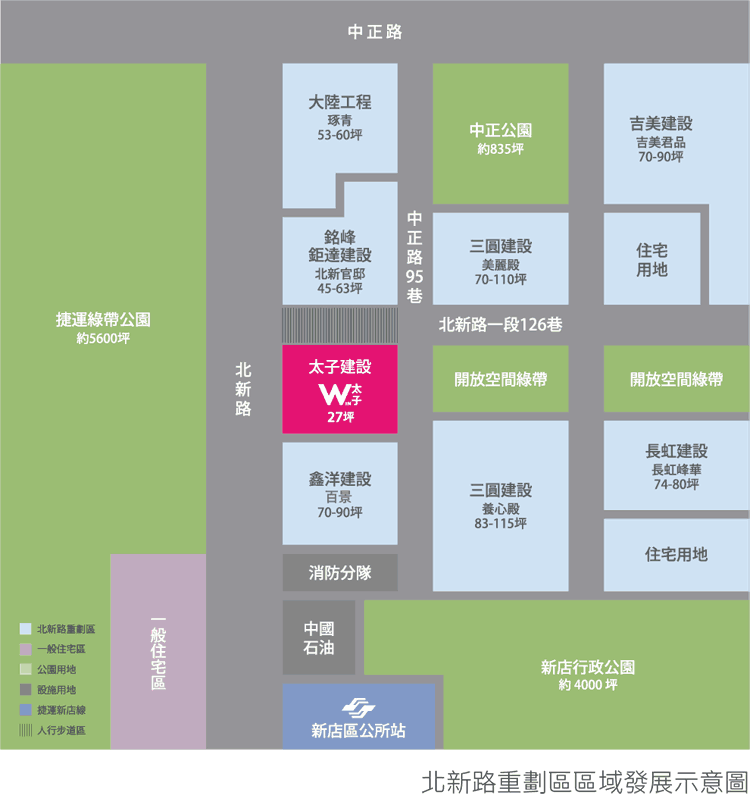 中正路
大陸工程
琢青
53-60坪
中正公園
約835坪
吉美建設
吉美君品
70-90坪
銘峰
鉅達建設
北新官邸
45-63坪
中正路95巷
三圓建設
美麗殿
70-110坪
住宅
用地
捷運綠帶公園
約5600坪
北新路一段126巷
北新路
太子建設
W太子
27坪
開放空間綠帶
開放空間綠帶
鑫洋建設
百景
70-90坪
三圓建設
養心殿
83-115坪
長虹建設
長虹峰華
74-80坪
住宅用地
消防分隊
中國
石油
一般住宅區
新店行政公園
約 4000 坪
新店區公所站
北新路重劃區
一般住宅區
公園用地
設施用地
捷運新店線
人行步道區
北新路重劃區區域發展示意圖